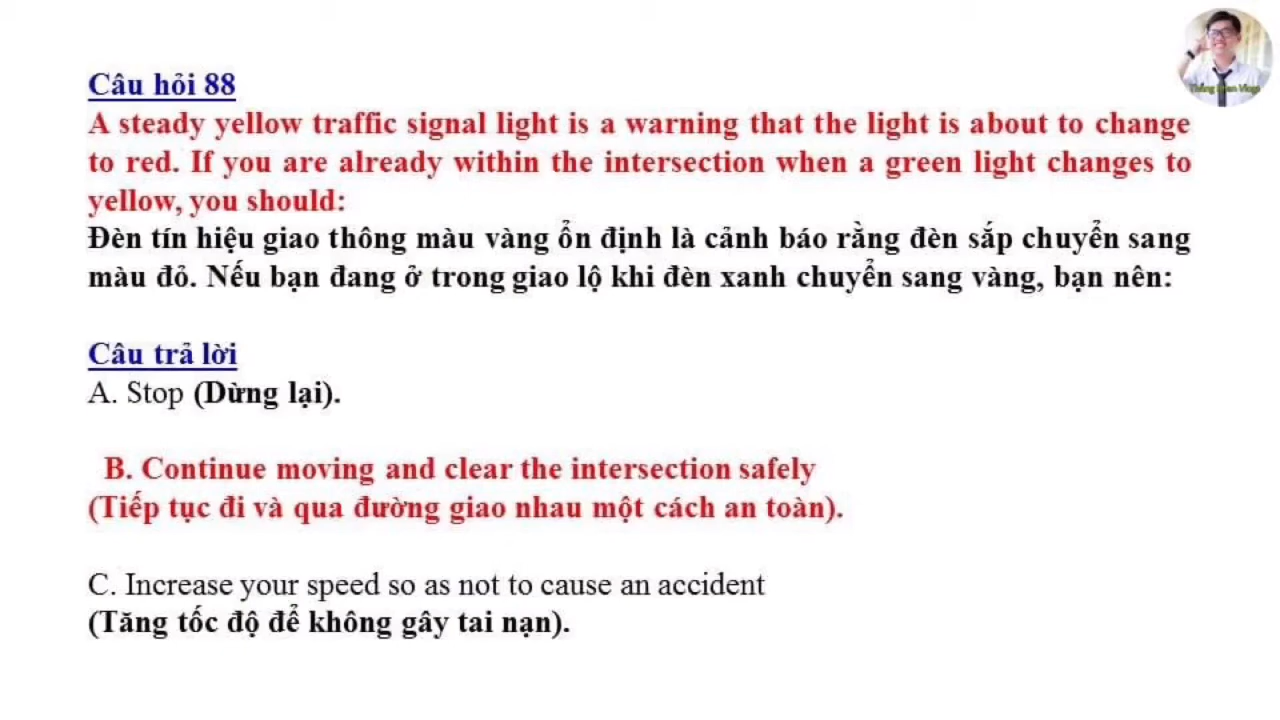 Câu hỏi 88
A steady yellow traffic signal light is a warning that the light is about to change
to red. If you are already within the intersection when a green light changes to
yellow, you should:
Đèn tín hiệu giao thông màu vàng ổn định là cảnh báo rằng đèn sắp chuyển sang
màu đỏ. Nếu bạn đang ở trong giao lộ khi đèn xanh chuyển sang vàng, bạn nên:
Câu trả lời
A. Stop (Dừng lại).
B. Continue moving and clear the intersection safely
(Tiếp tục đi và qua đường giao nhau một cách an toàn).
C. Increase your speed so as not to cause an accident
(Tăng tốc độ để không gây tai nạn).